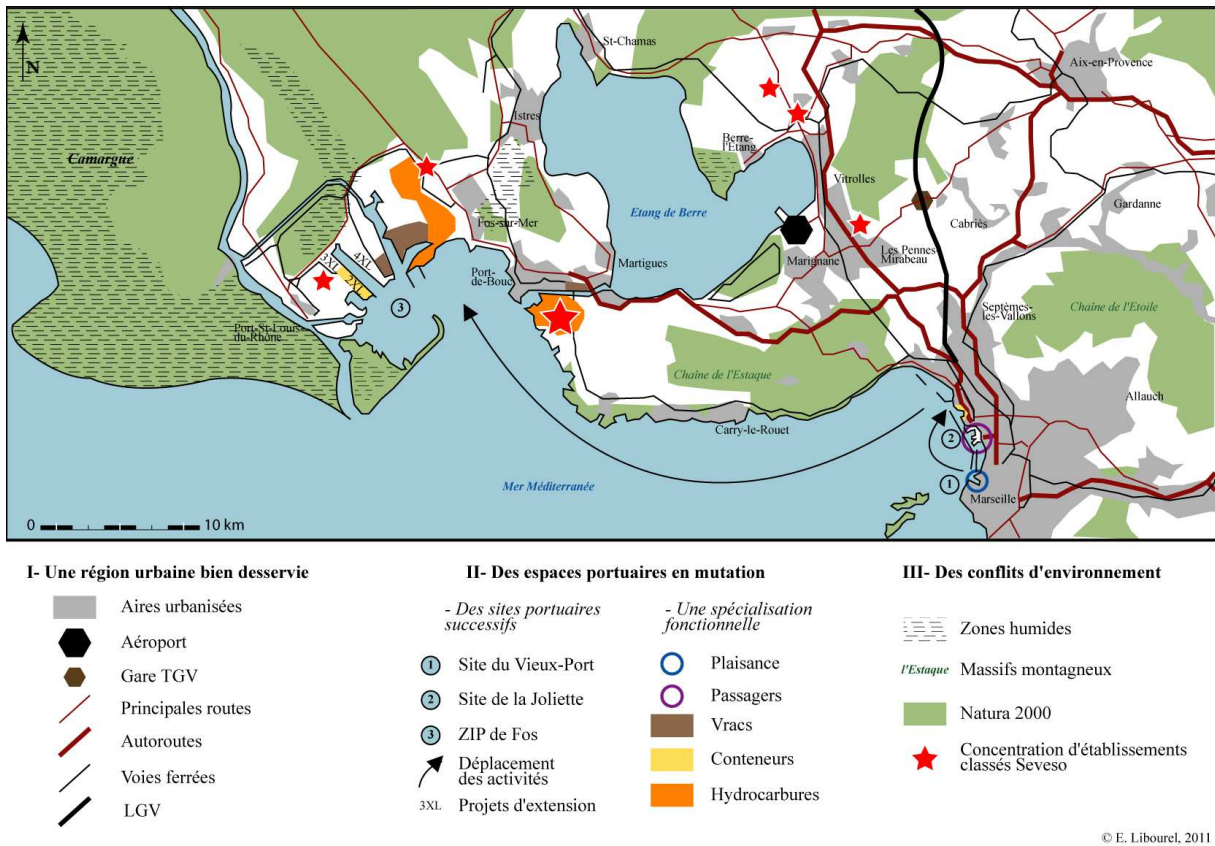 St-Chamas
Aix-en-Provence
N
Istres
Camargue
Berre-
l'Etang
Vitrolles
Etang de Berre
Gardanne
Fos-sur-Mer
Cabriès
Les Pennes-
Mirabeau
Martigues
Marignane
Port-
de-Bouc
3XL
4XL
2XL
3
Septèmes-
les-Vallons
Chaîne de l'Etoile
Port-St-Louis-
du-Rhône
Chaîne de l'Estaque
Allauch
Carry-le-Rouet
2
Mer Méditerranée
1
Marseille
0 10 km
I- Une région urbaine bien desservie
Aires urbanisées
Aéroport
Gare TGV
Principales routes
Autoroutes
Voies ferrées
LGV
II- Des espaces portuaires en mutation
- Des sites portuaires
successifs
1 Site du Vieux-Port
2 Site de la Joliette
3 ZIP de Fos
Déplacement
des activités
3XL Projets d'extension
- Une spécialisation
fonctionnelle
Plaisance
Passagers
Vracs
Conteneurs
Hydrocarbures
III- Des conflits d'environnement
Zones humides
l'Estaque Massifs montagneux
Natura 2000
Concentration d'établissements
classés Seveso
© E. Libourel, 2011